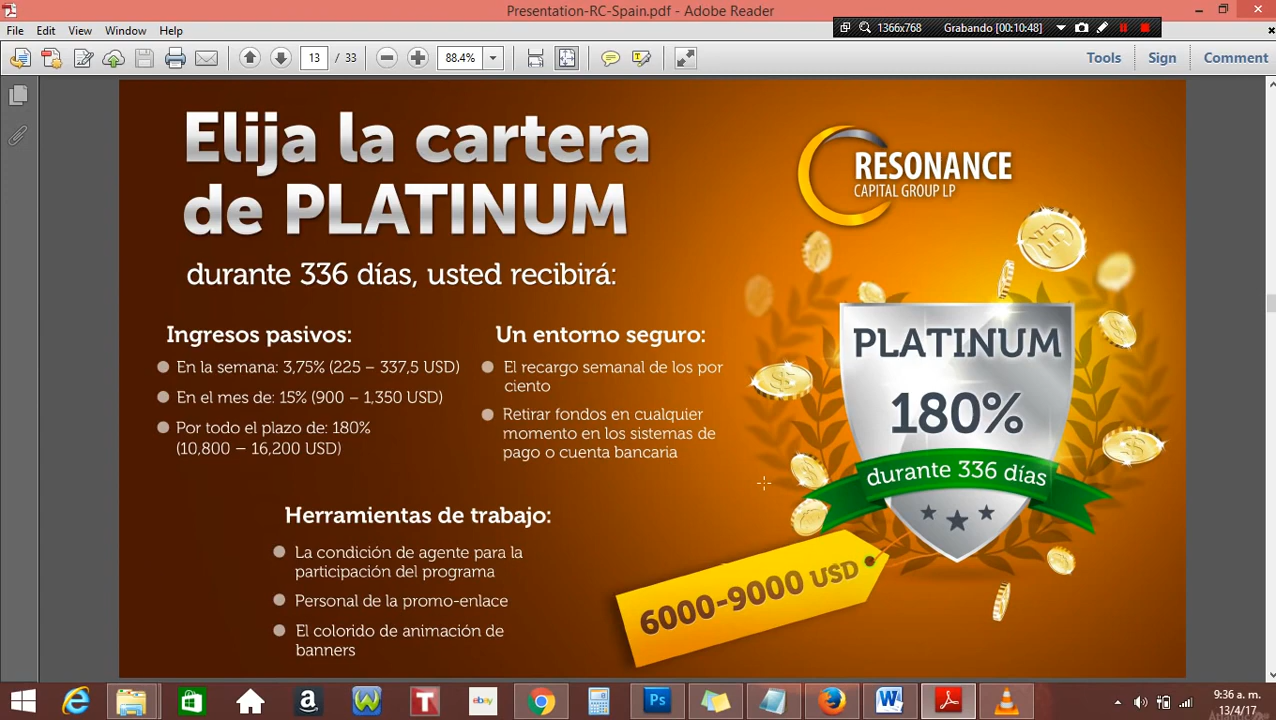 Presentation-RC-Spain.pdf - Adobe Reader
File Edit View Window Help
1366x768 Grabando [00:10:48]
13 / 33 88.4% Tools Sign Comment
Elija la cartera
de PLATINUM
durante 336 días, usted recibirá:
RESONANCE
CAPITAL GROUP LP
Ingresos pasivos:
En la semana: 3,75% (225 – 337,5 USD)
En el mes de: 15% (900 – 1,350 USD)
Por todo el plazo de: 180%
(10,800 – 16,200 USD)
Un entorno seguro:
El recargo semanal de los por
ciento
Retirar fondos en cualquier
momento en los sistemas de
pago o cuenta bancaria
PLATINUM
180%
durante 336 días
Herramientas de trabajo:
La condición de agente para la
participación del programa
Personal de la promo-enlace
El colorido de animación de
banners
6000-9000 USD
9:36 a. m.
13/4/17